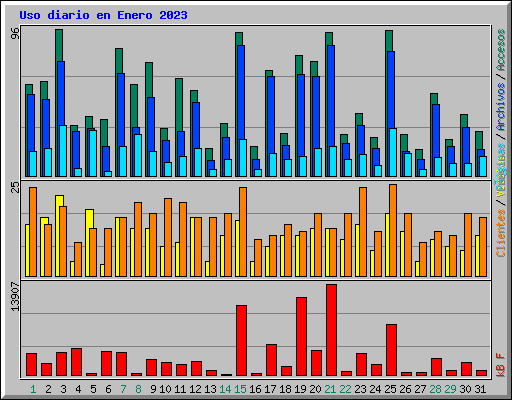 Uso diario en Enero 2023
96
25
13907
Accesos
/
Archivos
/
Clientes
/
kB F
1 2 3 4 5 6 7 8 9 10 11 12 13 14 15 16 17 18 19 20 21 22 23 24 25 26 27 28 29 30 31